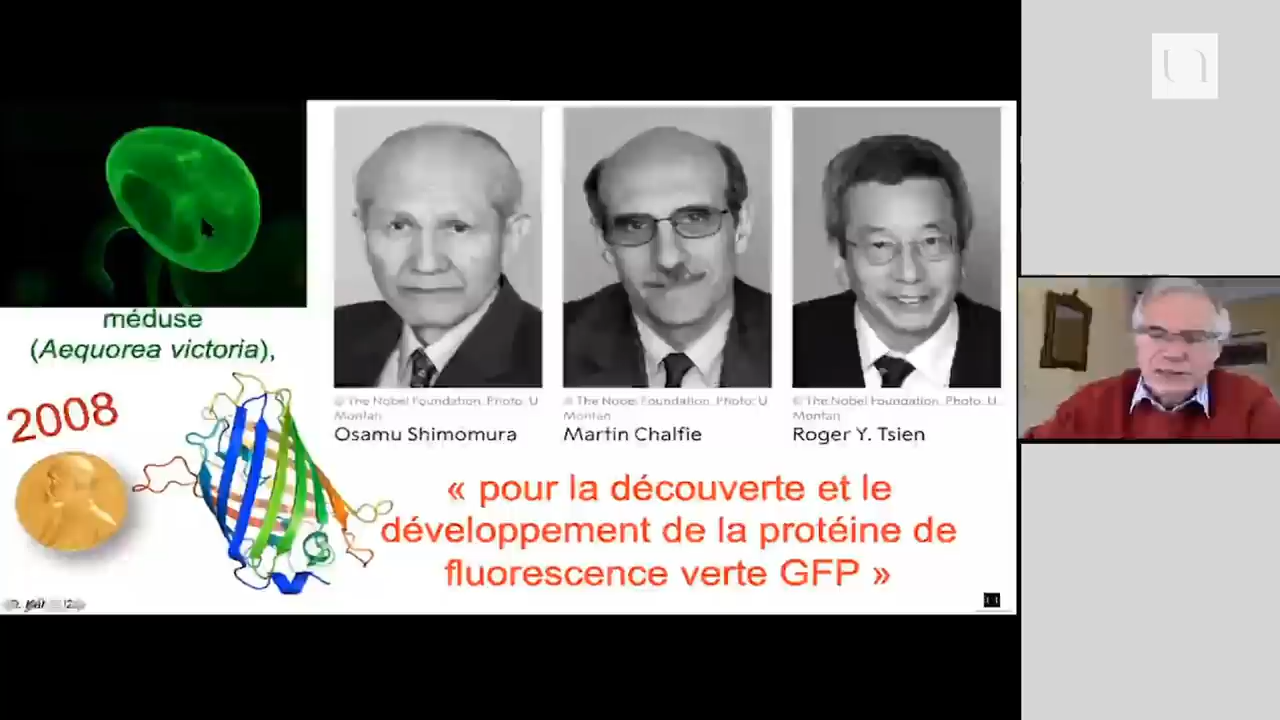 méduse
(Aequorea victoria),
2008
© The Nobel Foundation. Photo: U.
Montan
Osamu Shimomura
© The Nobel Foundation. Photo: U
Montan
Martin Chalfie
© The Nobel Foundation. Photo: U.
Montan
Roger Y. Tsien
« pour la découverte et le
développement de la protéine de
fluorescence verte GFP »